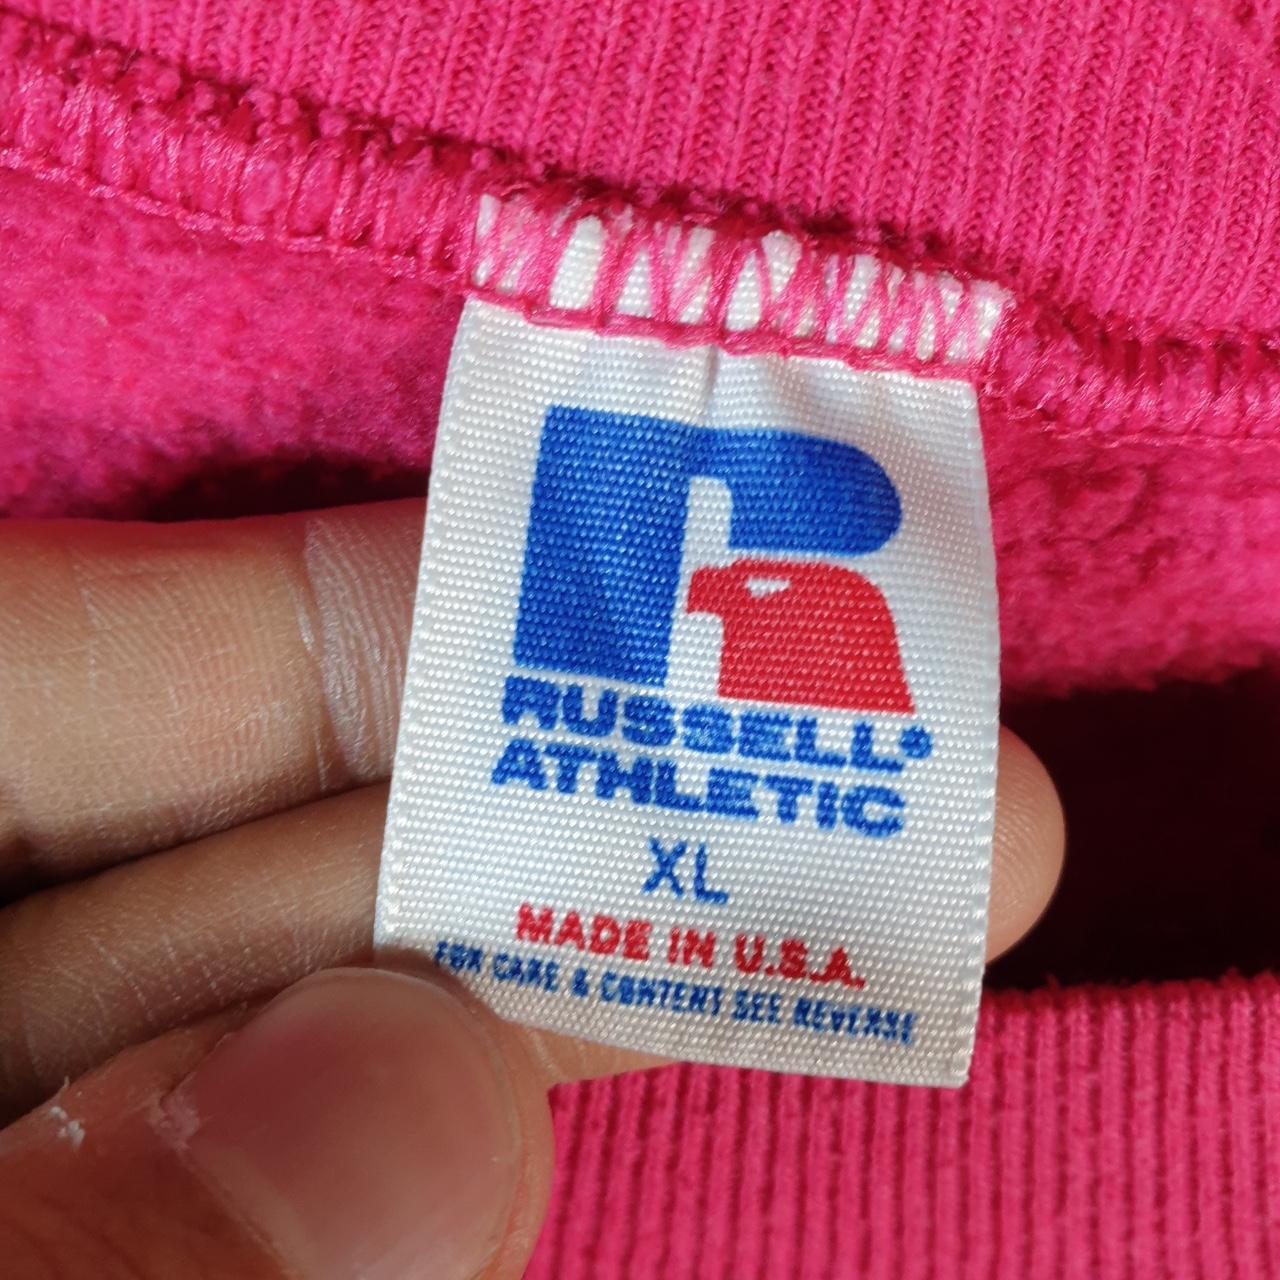 R
RUSSELL®
ATHLETIC
XL
MADE IN U.S.A.
FOR CARE & CONTENT SEE REVERSE